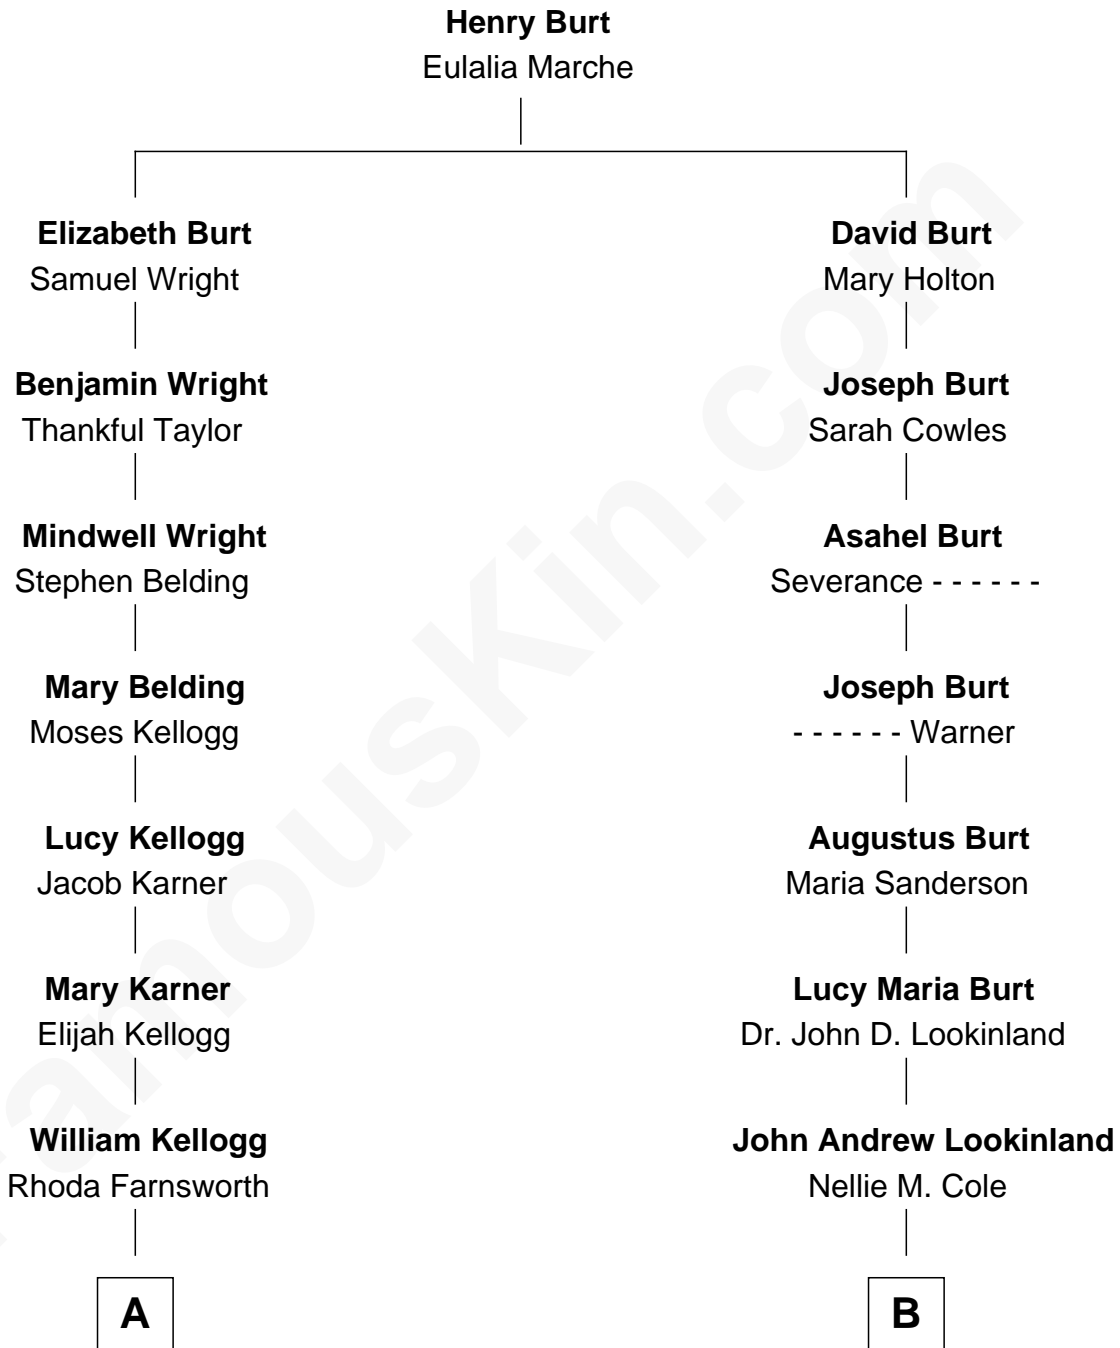 Henry Burt
Eulalia Marche
Elizabeth Burt
Samuel Wright
David Burt
Mary Holton
Benjamin Wright
Thankful Taylor
Joseph Burt
Sarah Cowles
Mindwell Wright
Stephen Belding
Asahel Burt
Severance - - - - - -
Mary Belding
Moses Kellogg
Joseph Burt
- - - - - - Warner
Lucy Kellogg
Jacob Karner
Augustus Burt
Maria Sanderson
Mary Karner
Elijah Kellogg
Lucy Maria Burt
Dr. John D. Lookinland
William Kellogg
Rhoda Farnsworth
John Andrew Lookinland
Nellie M. Cole
A
B
FamousKin.com